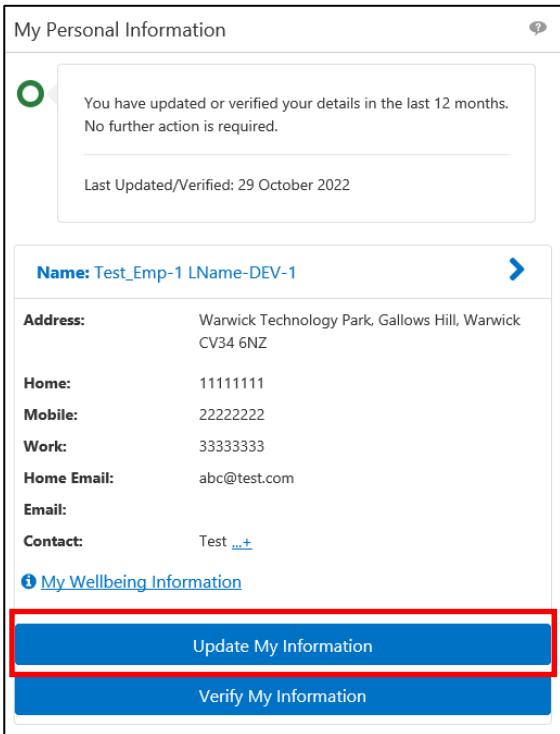 My Personal Information
?
You have updated or verified your details in the last 12 months.
No further action is required.
Last Updated/Verified: 29 October 2022
Name: Test_Emp-1 LName-DEV-1
Address: Warwick Technology Park, Gallows Hill, Warwick
CV34 6NZ
Home: 11111111
Mobile: 22222222
Work: 33333333
Home Email: abc@test.com
Email:
Contact: Test ...+
i My Wellbeing Information
Update My Information
Verify My Information